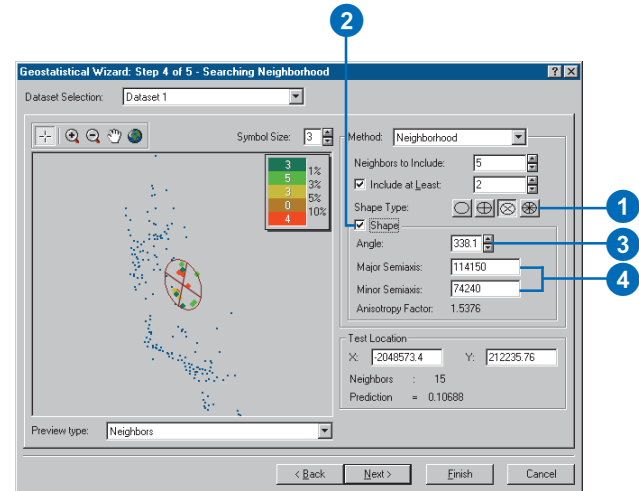 2
Geostatistical Wizard: Step 4 of 5 - Searching Neighborhood
Dataset Selection: Dataset 1
Symbol Size: 3
3
5
3
0
4
1%
3%
5%
10%
Preview type: Neighbors
Method: Neighborhood
Neighbors to Include: 5
Include at Least: 2
Shape Type:
1
Shape
Angle: 338.1
3
Major Semiaxis: 114150
Minor Semiaxis: 74240
4
Anisotropy Factor: 1.5376
Test Location
X: -2048573.4 Y: 212235.76
Neighbors : 15
Prediction = 0.10688
< Back Next > Finish Cancel